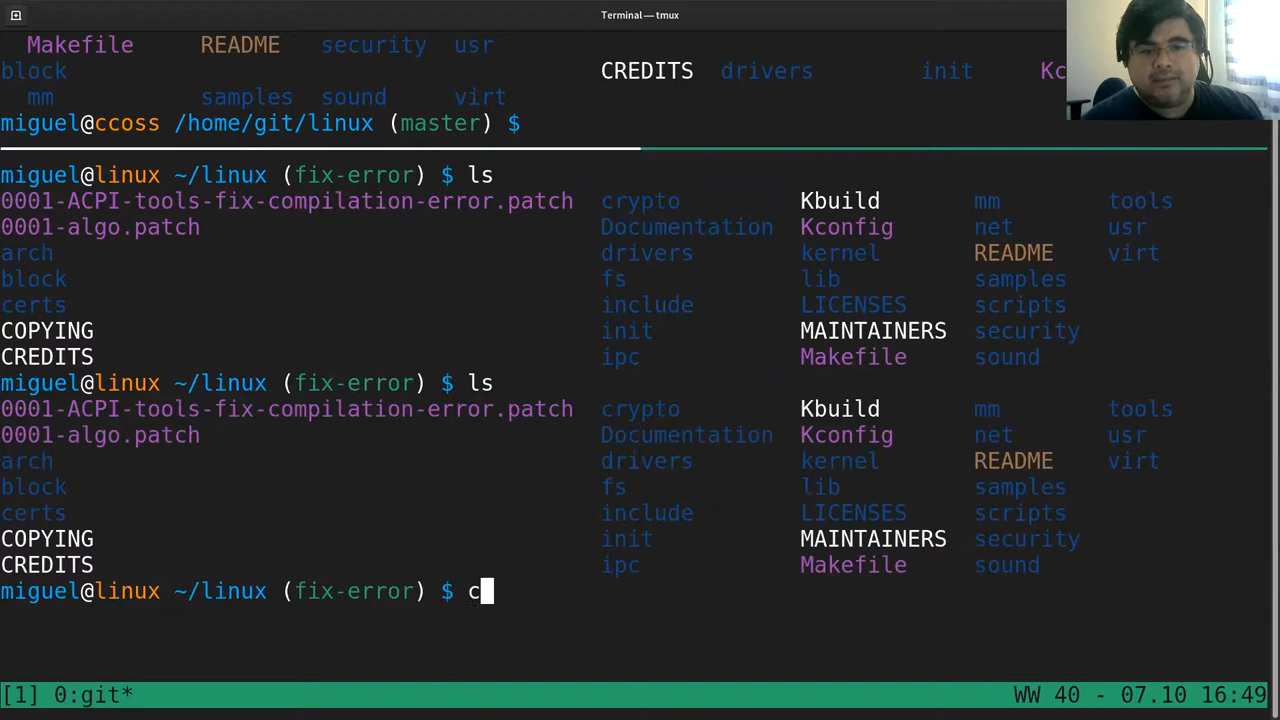 Terminal — tmux
Makefile README security usr
block CREDITS drivers init Kc
mm samples sound virt
miguel@ccoss /home/git/linux (master) $
miguel@linux ~/linux (fix-error) $ ls
0001-ACPI-tools-fix-compilation-error.patch crypto Kbuild mm tools
0001-algo.patch Documentation Kconfig net usr
arch drivers kernel README virt
block fs lib samples
certs include LICENSES scripts
COPYING init MAINTAINERS security
CREDITS ipc Makefile sound
miguel@linux ~/linux (fix-error) $ ls
0001-ACPI-tools-fix-compilation-error.patch crypto Kbuild mm tools
0001-algo.patch Documentation Kconfig net usr
arch drivers kernel README virt
block fs lib samples
certs include LICENSES scripts
COPYING init MAINTAINERS security
CREDITS ipc Makefile sound
miguel@linux ~/linux (fix-error) $ c
[1] 0:git* WW 40 - 07.10 16:49